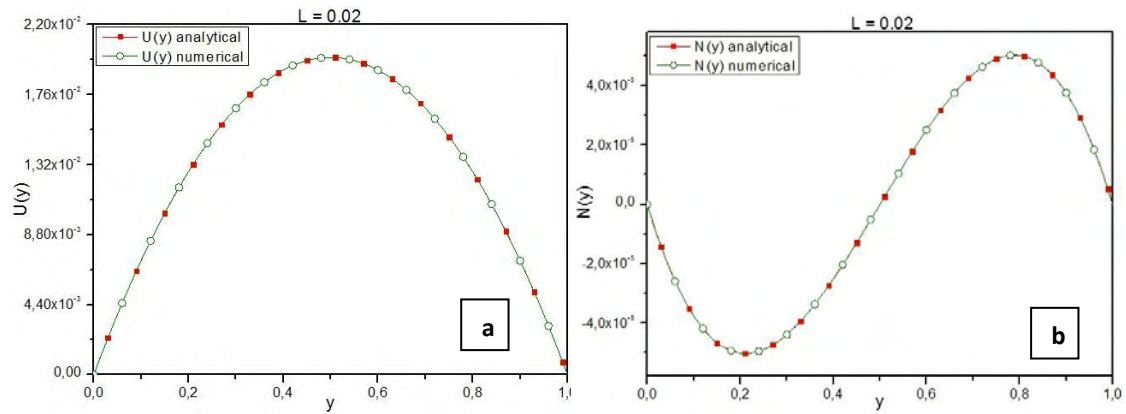 L = 0.02
2,20x10⁻²
U(y) analytical
U(y) numerical
1,76x10⁻²
1,32x10⁻²
U(y)
8,80x10⁻³
4,40x10⁻³
0,00
a
0,0
0,2
0,4
0,6
0,8
1,0
y
L = 0.02
N(y) analytical
N(y) numerical
4,0x10⁻⁵
2,0x10⁻⁵
N(y)
0,0
-2,0x10⁻⁵
-4,0x10⁻⁵
b
0,0
0,2
0,4
0,6
0,8
1,0
y